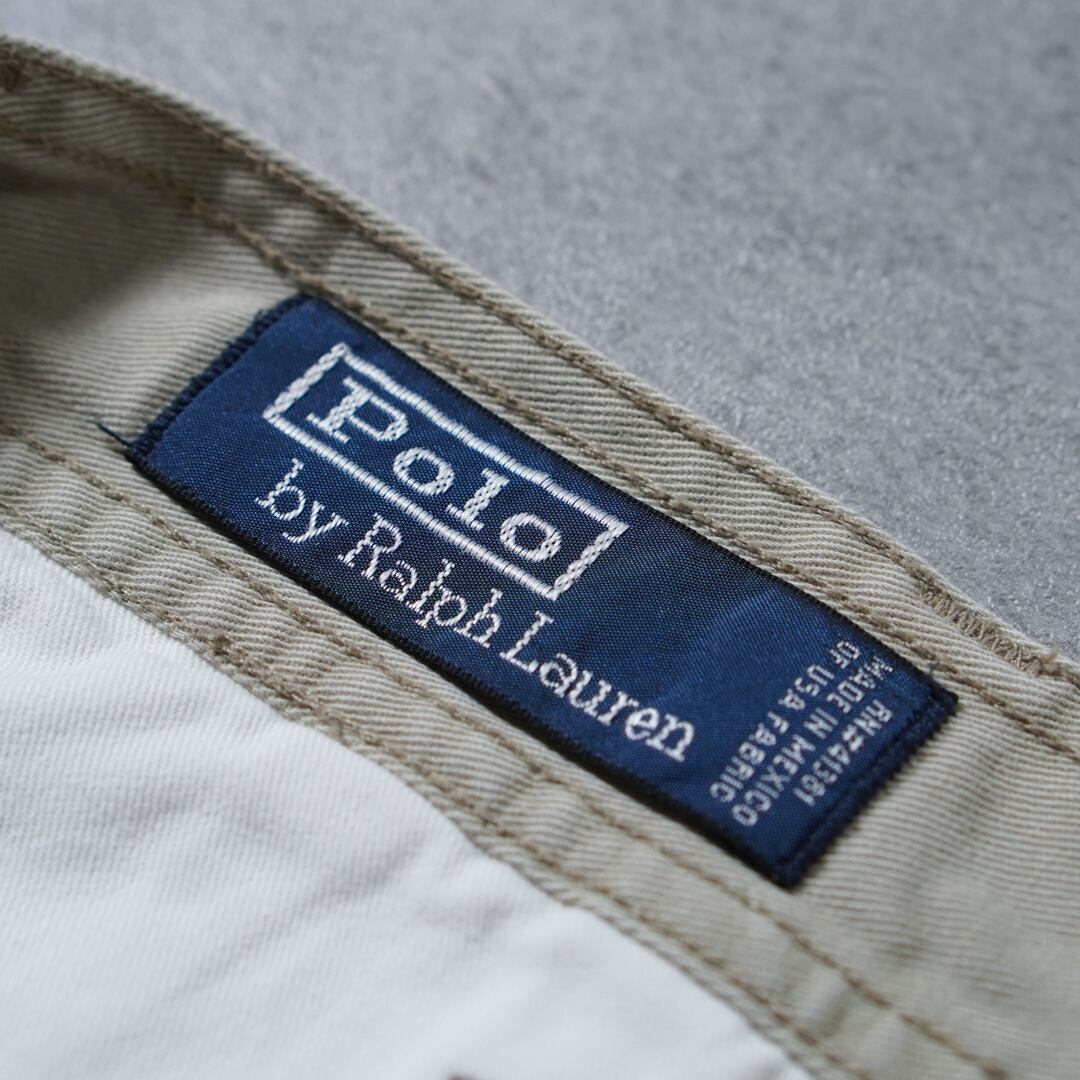 Polo
by Ralph Lauren
RN#41381
MADE IN MEXICO
OF USA FABRIC